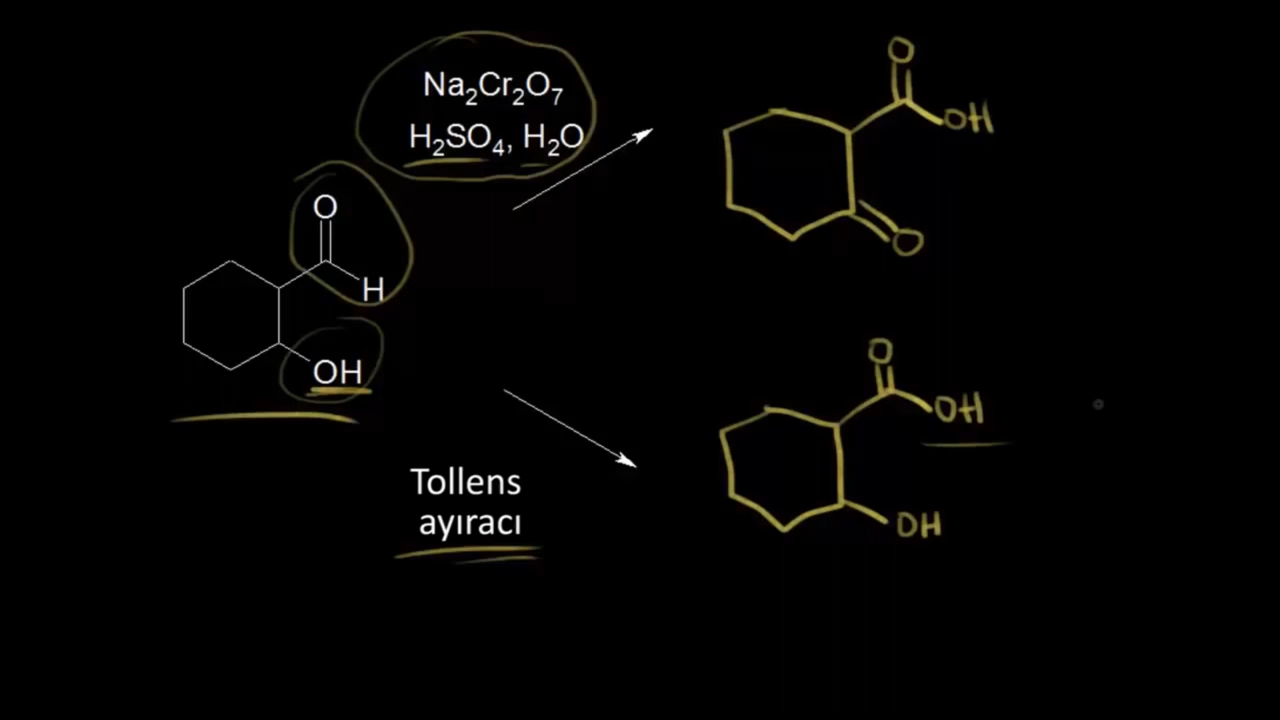 Na₂Cr₂O₇
H₂SO₄, H₂O
O
H
OH
O
OH
O
Tollens
ayıracı
O
OH
OH